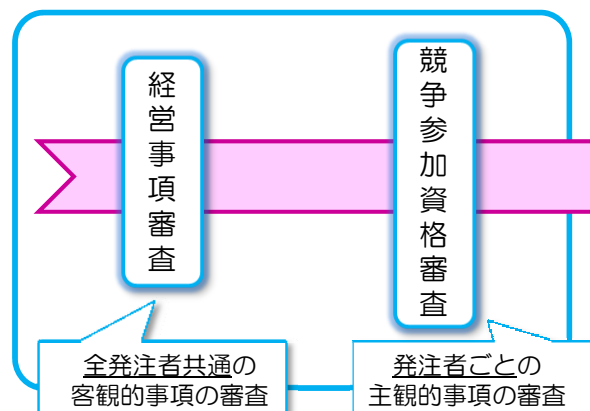 経営事項審査
競争参加資格審査
全発注者共通の
客観的事項の審査
発注者ごとの
主観的事項の審査